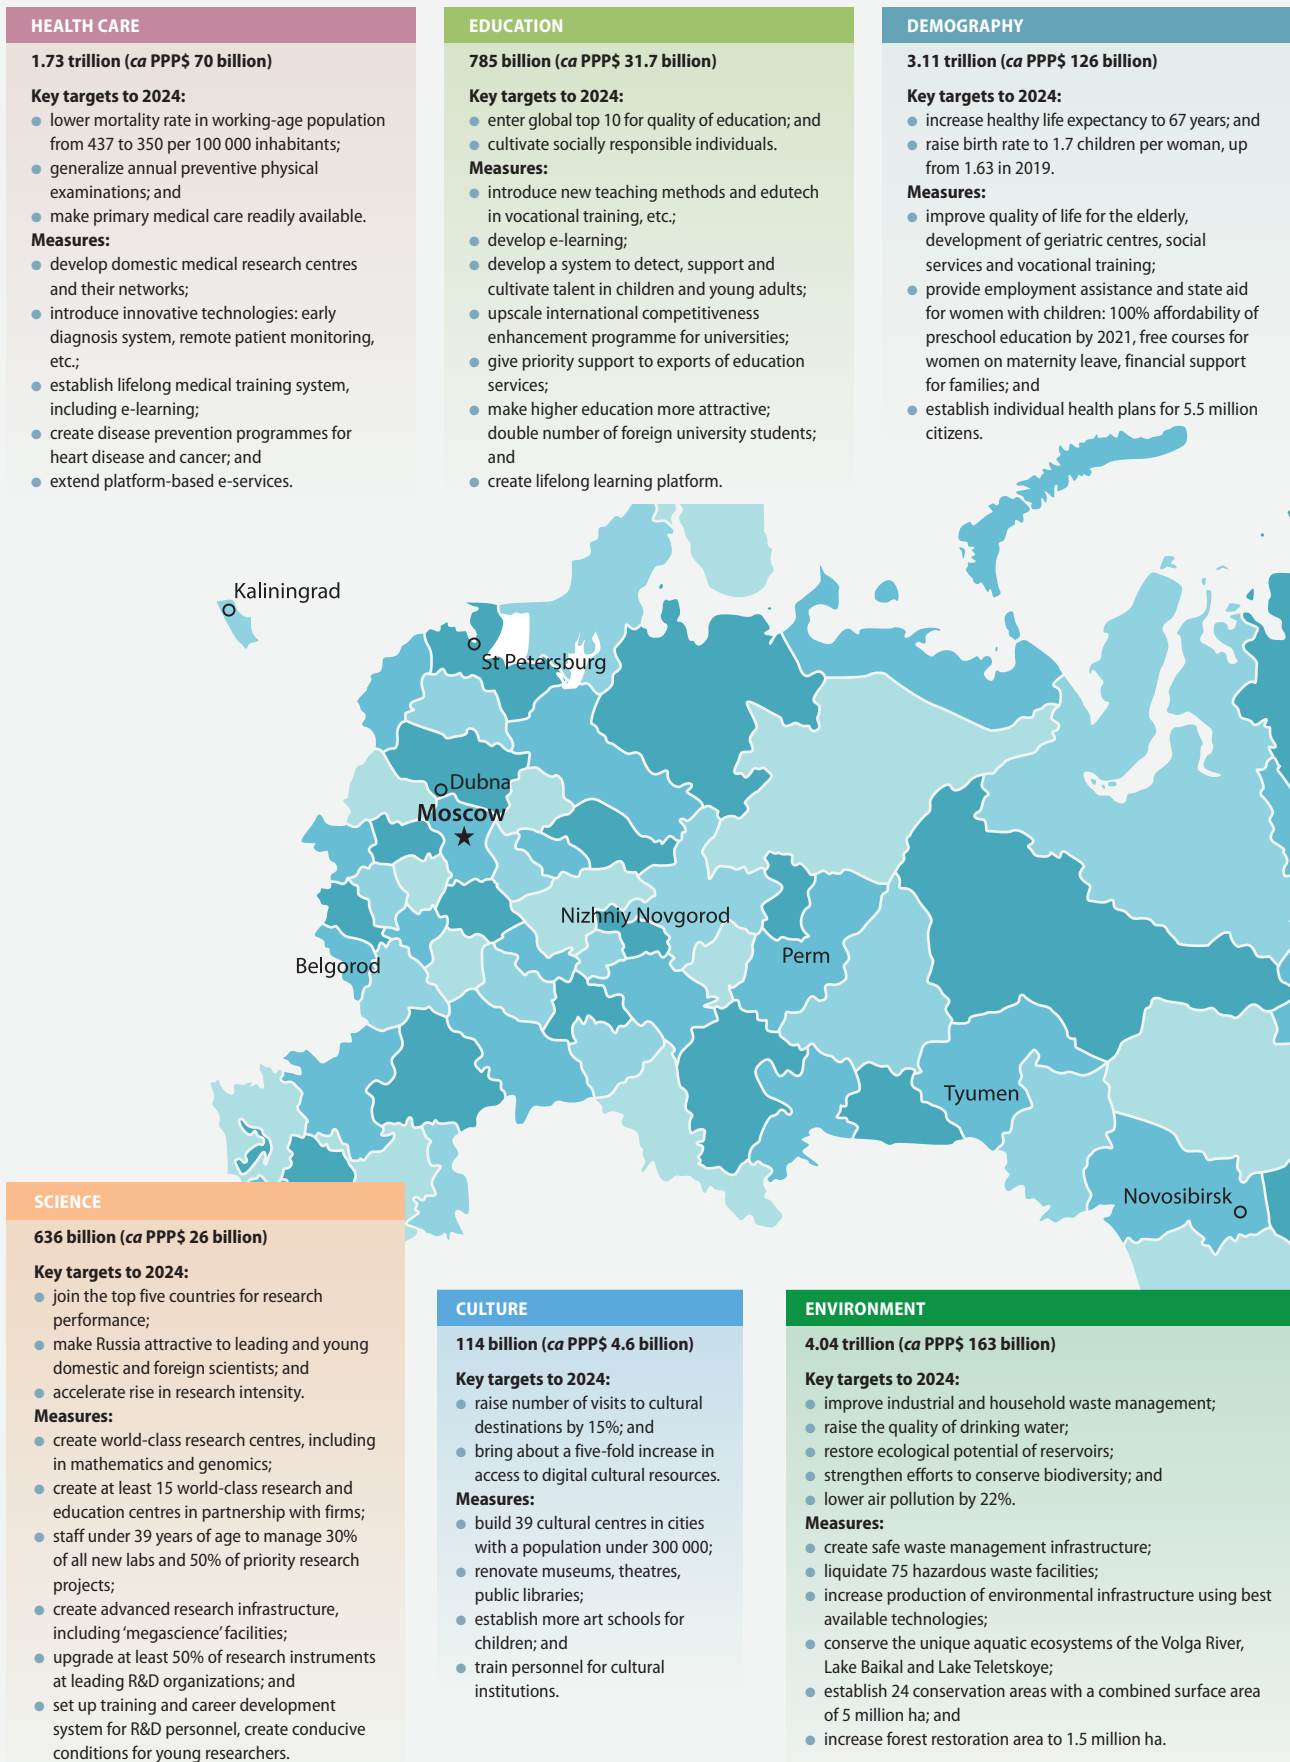 HEALTH CARE
1.73 trillion (ca PPP$ 70 billion)
Key targets to 2024:
● lower mortality rate in working-age population
from 437 to 350 per 100 000 inhabitants;
● generalize annual preventive physical
examinations; and
● make primary medical care readily available.
Measures:
● develop domestic medical research centres
and their networks;
● introduce innovative technologies: early
diagnosis system, remote patient monitoring,
etc.;
● establish lifelong medical training system,
including e-learning;
● create disease prevention programmes for
heart disease and cancer; and
● extend platform-based e-services.
EDUCATION
785 billion (ca PPP$ 31.7 billion)
Key targets to 2024:
● enter global top 10 for quality of education; and
● cultivate socially responsible individuals.
Measures:
● introduce new teaching methods and edutech
in vocational training, etc.;
● develop e-learning;
● develop a system to detect, support and
cultivate talent in children and young adults;
● upscale international competitiveness
enhancement programme for universities;
● give priority support to exports of education
services;
● make higher education more attractive;
double number of foreign university students;
and
● create lifelong learning platform.
DEMOGRAPHY
3.11 trillion (ca PPP$ 126 billion)
Key targets to 2024:
● increase healthy life expectancy to 67 years; and
● raise birth rate to 1.7 children per woman, up
from 1.63 in 2019.
Measures:
● improve quality of life for the elderly,
development of geriatric centres, social
services and vocational training;
● provide employment assistance and state aid
for women with children: 100% affordability of
preschool education by 2021, free courses for
women on maternity leave, financial support
for families; and
● establish individual health plans for 5.5 million
citizens.
Kaliningrad
St Petersburg
Dubna
Moscow
Nizhniy Novgorod
Perm
Belgorod
Tyumen
Novosibirsk
SCIENCE
636 billion (ca PPP$ 26 billion)
Key targets to 2024:
● join the top five countries for research
performance;
● make Russia attractive to leading and young
domestic and foreign scientists; and
● accelerate rise in research intensity.
Measures:
● create world-class research centres, including
in mathematics and genomics;
● create at least 15 world-class research and
education centres in partnership with firms;
● staff under 39 years of age to manage 30%
of all new labs and 50% of priority research
projects;
● create advanced research infrastructure,
including ‘megascience’ facilities;
● upgrade at least 50% of research instruments
at leading R&D organizations; and
● set up training and career development
system for R&D personnel, create conducive
conditions for young researchers.
CULTURE
114 billion (ca PPP$ 4.6 billion)
Key targets to 2024:
● raise number of visits to cultural
destinations by 15%; and
● bring about a five-fold increase in
access to digital cultural resources.
Measures:
● build 39 cultural centres in cities
with a population under 300 000;
● renovate museums, theatres,
public libraries;
● establish more art schools for
children; and
● train personnel for cultural
institutions.
ENVIRONMENT
4.04 trillion (ca PPP$ 163 billion)
Key targets to 2024:
● improve industrial and household waste management;
● raise the quality of drinking water;
● restore ecological potential of reservoirs;
● strengthen efforts to conserve biodiversity; and
● lower air pollution by 22%.
Measures:
● create safe waste management infrastructure;
● liquidate 75 hazardous waste facilities;
● increase production of environmental infrastructure using best
available technologies;
● conserve the unique aquatic ecosystems of the Volga River,
Lake Baikal and Lake Teletskoye;
● establish 24 conservation areas with a combined surface area
of 5 million ha; and
● increase forest restoration area to 1.5 million ha.